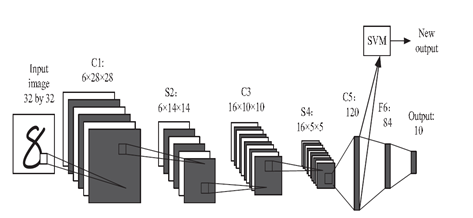 SVM
New
output
Input
image
32 by 32
C1:
6×28×28
S2:
6×14×14
C3
16×10×10
S4:
16×5×5
C5:
120
F6:
84
Output:
10
8